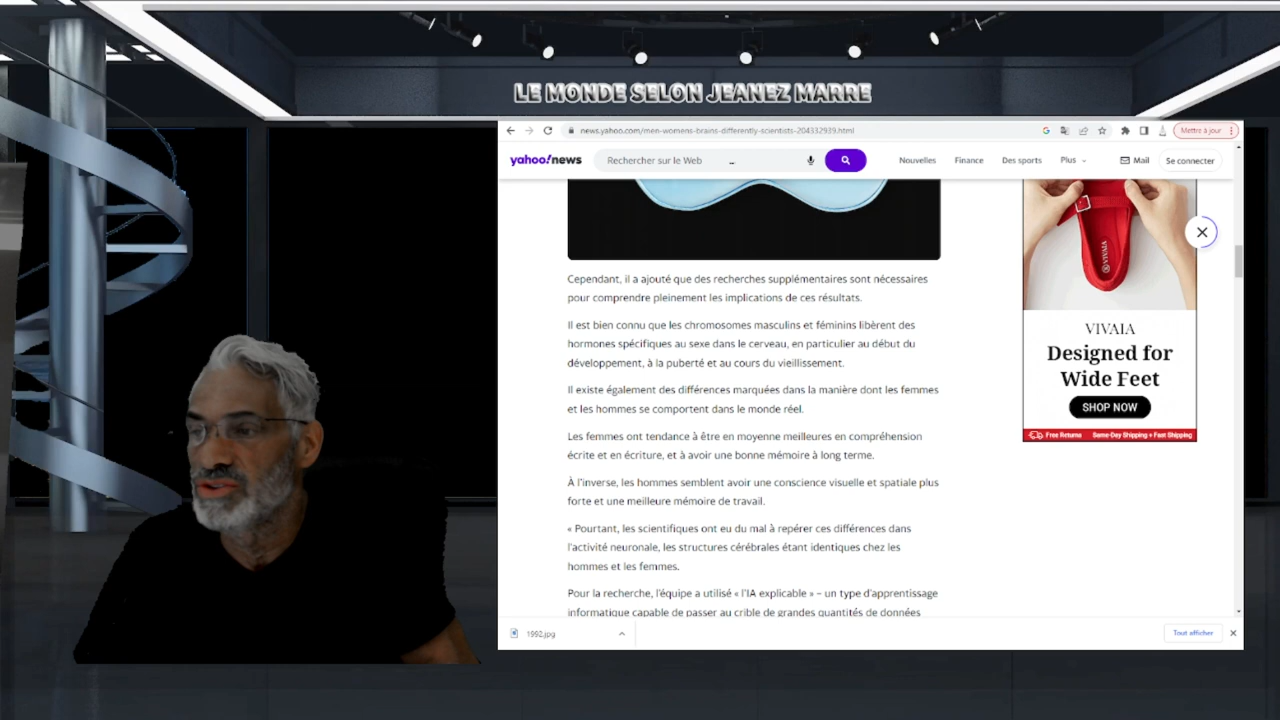 LE MONDE SELON JEANEZ MARRE
news.yahoo.com/men-womens-brains-differently-scientists-204332939.html
Mettre à jour
yahoo!news
Rechercher sur le Web
Nouvelles
Finance
Des sports
Plus
Mail
Se connecter
Cependant, il a ajouté que des recherches supplémentaires sont nécessaires
pour comprendre pleinement les implications de ces résultats.
Il est bien connu que les chromosomes masculins et féminins libèrent des
hormones spécifiques au sexe dans le cerveau, en particulier au début du
développement, à la puberté et au cours du vieillissement.
Il existe également des différences marquées dans la manière dont les femmes
et les hommes se comportent dans le monde réel.
Les femmes ont tendance à être en moyenne meilleures en compréhension
écrite et en écriture, et à avoir une bonne mémoire à long terme.
À l'inverse, les hommes semblent avoir une conscience visuelle et spatiale plus
forte et une meilleure mémoire de travail.
« Pourtant, les scientifiques ont eu du mal à repérer ces différences dans
l'activité neuronale, les structures cérébrales étant identiques chez les
hommes et les femmes.
Pour la recherche, l'équipe a utilisé « l'IA explicable » – un type d'apprentissage
informatique capable de passer au crible de grandes quantités de données
VIVAIA
VIVAIA
Designed for
Wide Feet
SHOP NOW
Free Returns
Same-Day Shipping + Fast Shipping
1992.jpg
Tout afficher